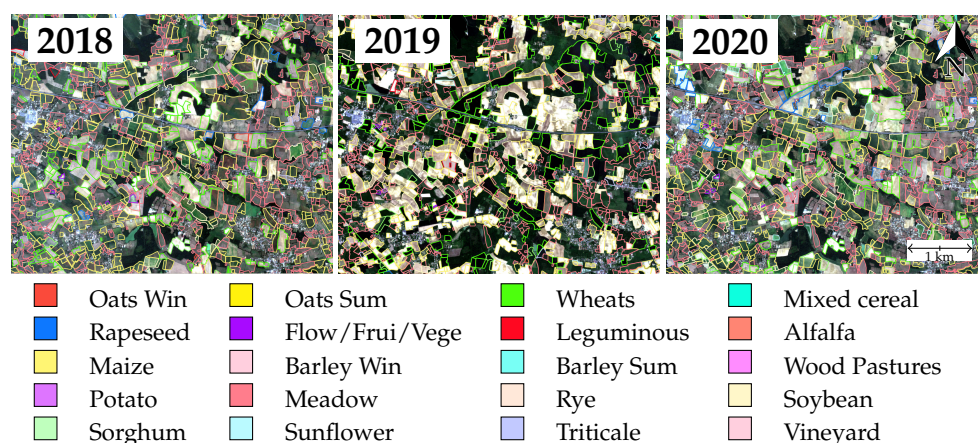 2018 2019 2020
N
1 km
Oats Win Oats Sum Wheats Mixed cereal
Rapeseed Flow/Frui/Vege Leguminous Alfalfa
Maize Barley Win Barley Sum Wood Pastures
Potato Meadow Rye Soybean
Sorghum Sunflower Triticale Vineyard